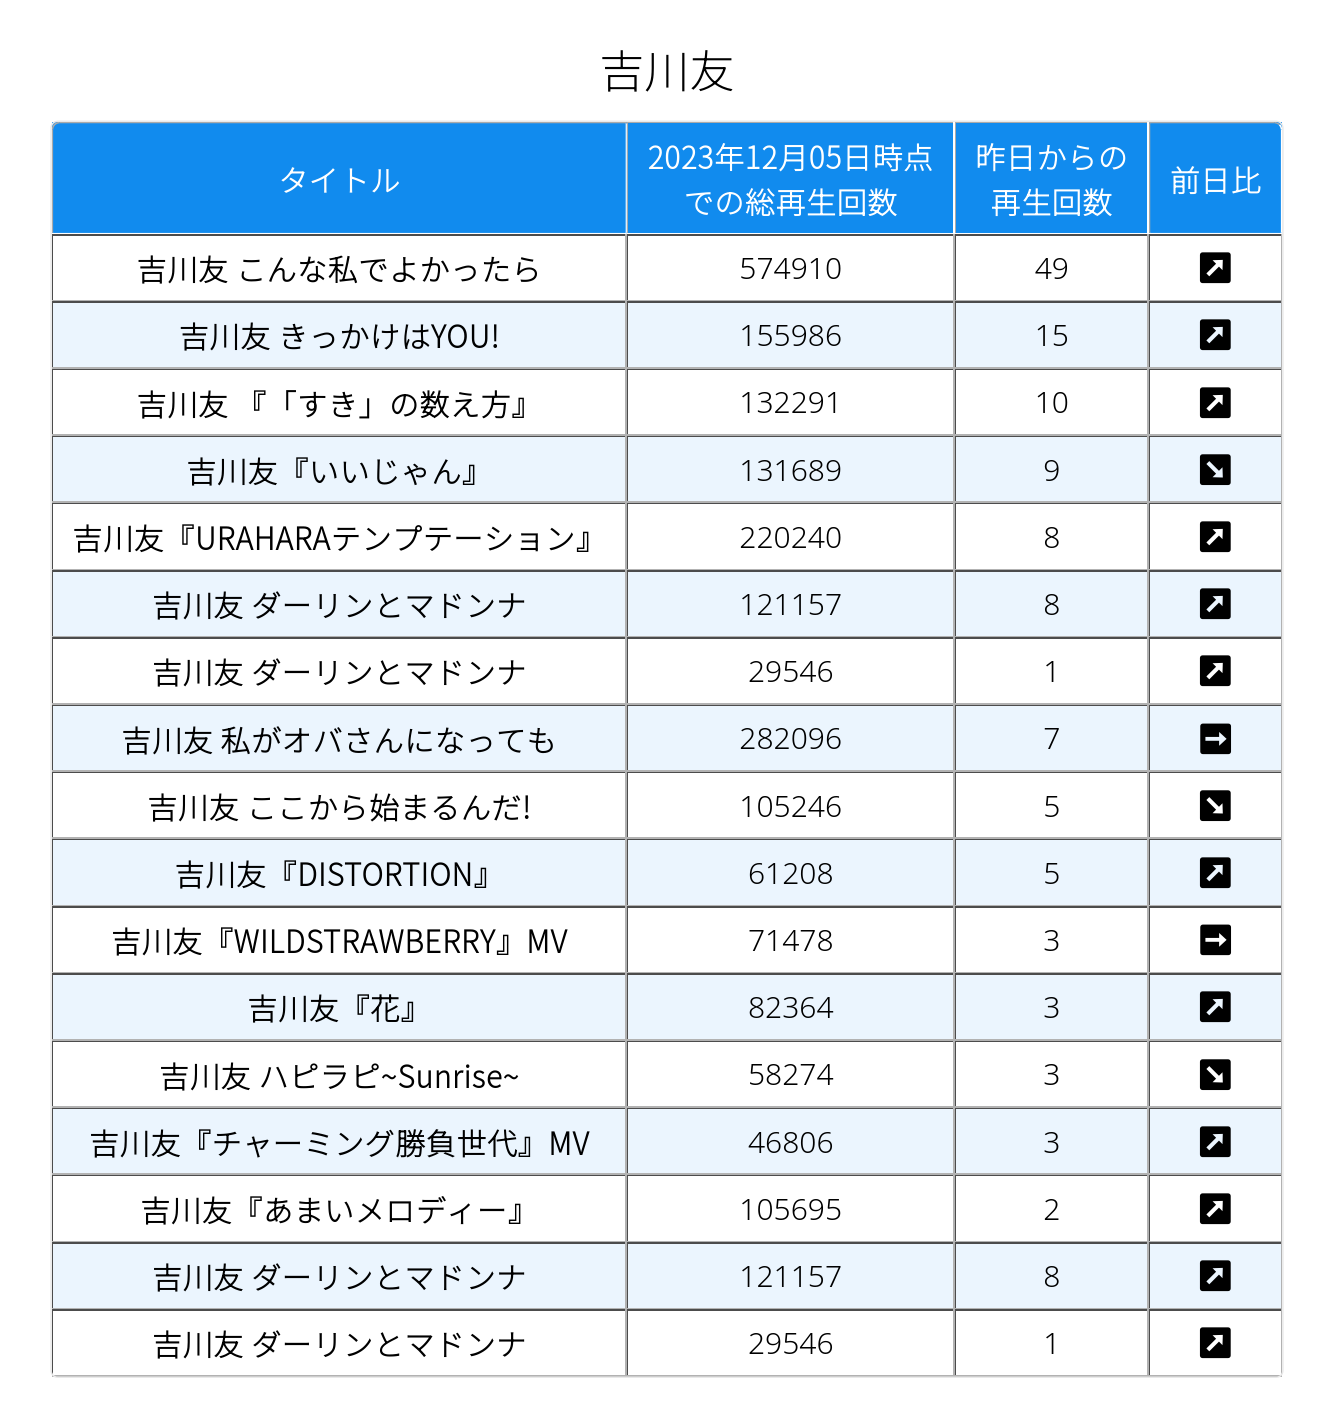 吉川友
タイトル 2023年12月05日時点での総再生回数 昨日からの再生回数 前日比
吉川友 こんな私でよかったら 574910 49 ↗
吉川友 きっかけはYOU! 155986 15 ↗
吉川友 『「すき」の数え方』 132291 10 ↗
吉川友『いいじゃん』 131689 9 ↘
吉川友『URAHARAテンプテーション』 220240 8 ↗
吉川友 ダーリンとマドンナ 121157 8 ↗
吉川友 ダーリンとマドンナ 29546 1 ↗
吉川友 私がオバさんになっても 282096 7 →
吉川友 ここから始まるんだ! 105246 5 ↘
吉川友『DISTORTION』 61208 5 ↗
吉川友『WILDSTRAWBERRY』MV 71478 3 →
吉川友『花』 82364 3 ↗
吉川友 ハピラピ~Sunrise~ 58274 3 ↘
吉川友『チャーミング勝負世代』MV 46806 3 ↗
吉川友『あまいメロディー』 105695 2 ↗
吉川友 ダーリンとマドンナ 121157 8 ↗
吉川友 ダーリンとマドンナ 29546 1 ↗